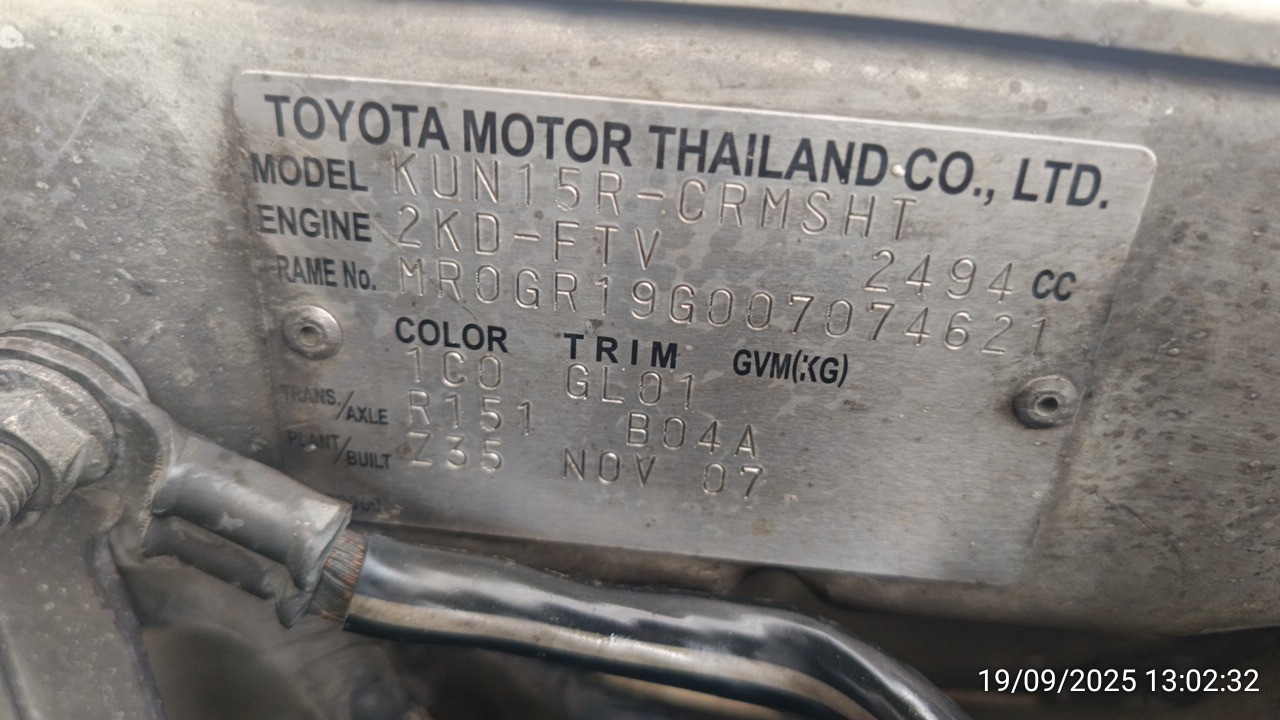 TOYOTA MOTOR THAILAND CO., LTD.
MODEL KUN15R-CRMSHT
ENGINE 2KD-FTV 2494 CC
RAME No. MR0GR19G007074621
COLOR TRIM GVM(KG)
1C0 GL01
TRANS./AXLE R151 B04A
PLANT/BUILT Z35 NOV 07
19/09/2025 13:02:32